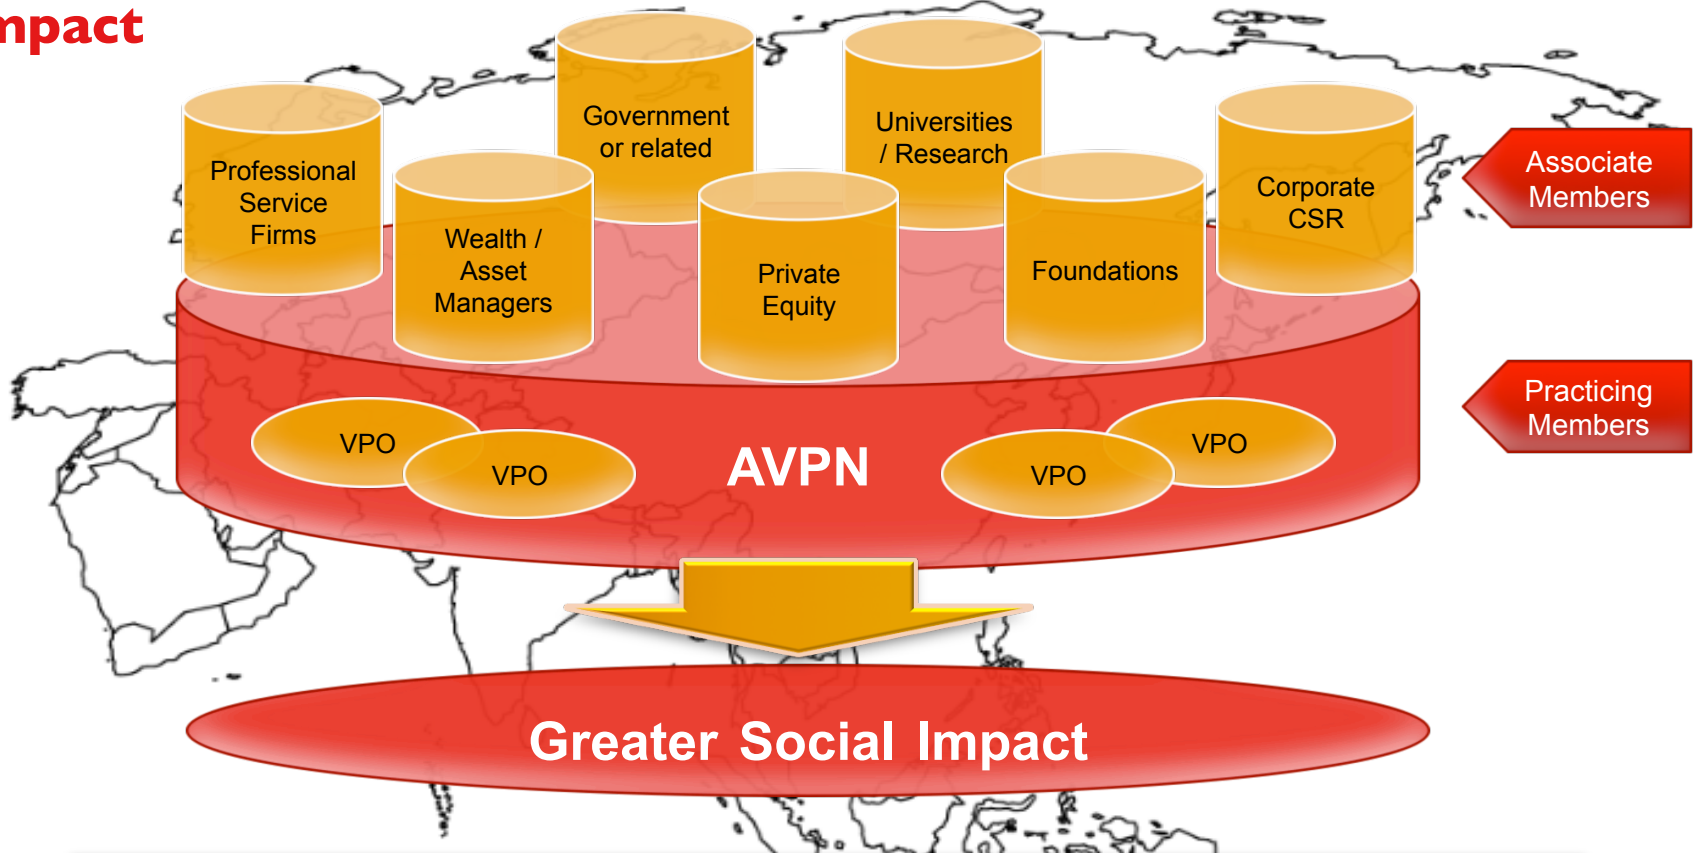 mpact
Government
or related
Universities
/ Research
Professional
Service
Firms
Corporate
CSR
Associate
Members
Wealth /
Asset
Managers
Private
Equity
Foundations
Practicing
Members
VPO
VPO
AVPN
VPO
VPO
Greater Social Impact